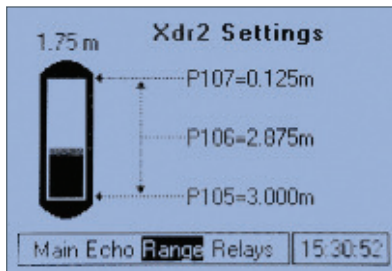 Xdr2 Settings
1.75 m
P107=0.125m
P106=2.875m
P105=3.000m
Main Echo Range Relays 15:30:52